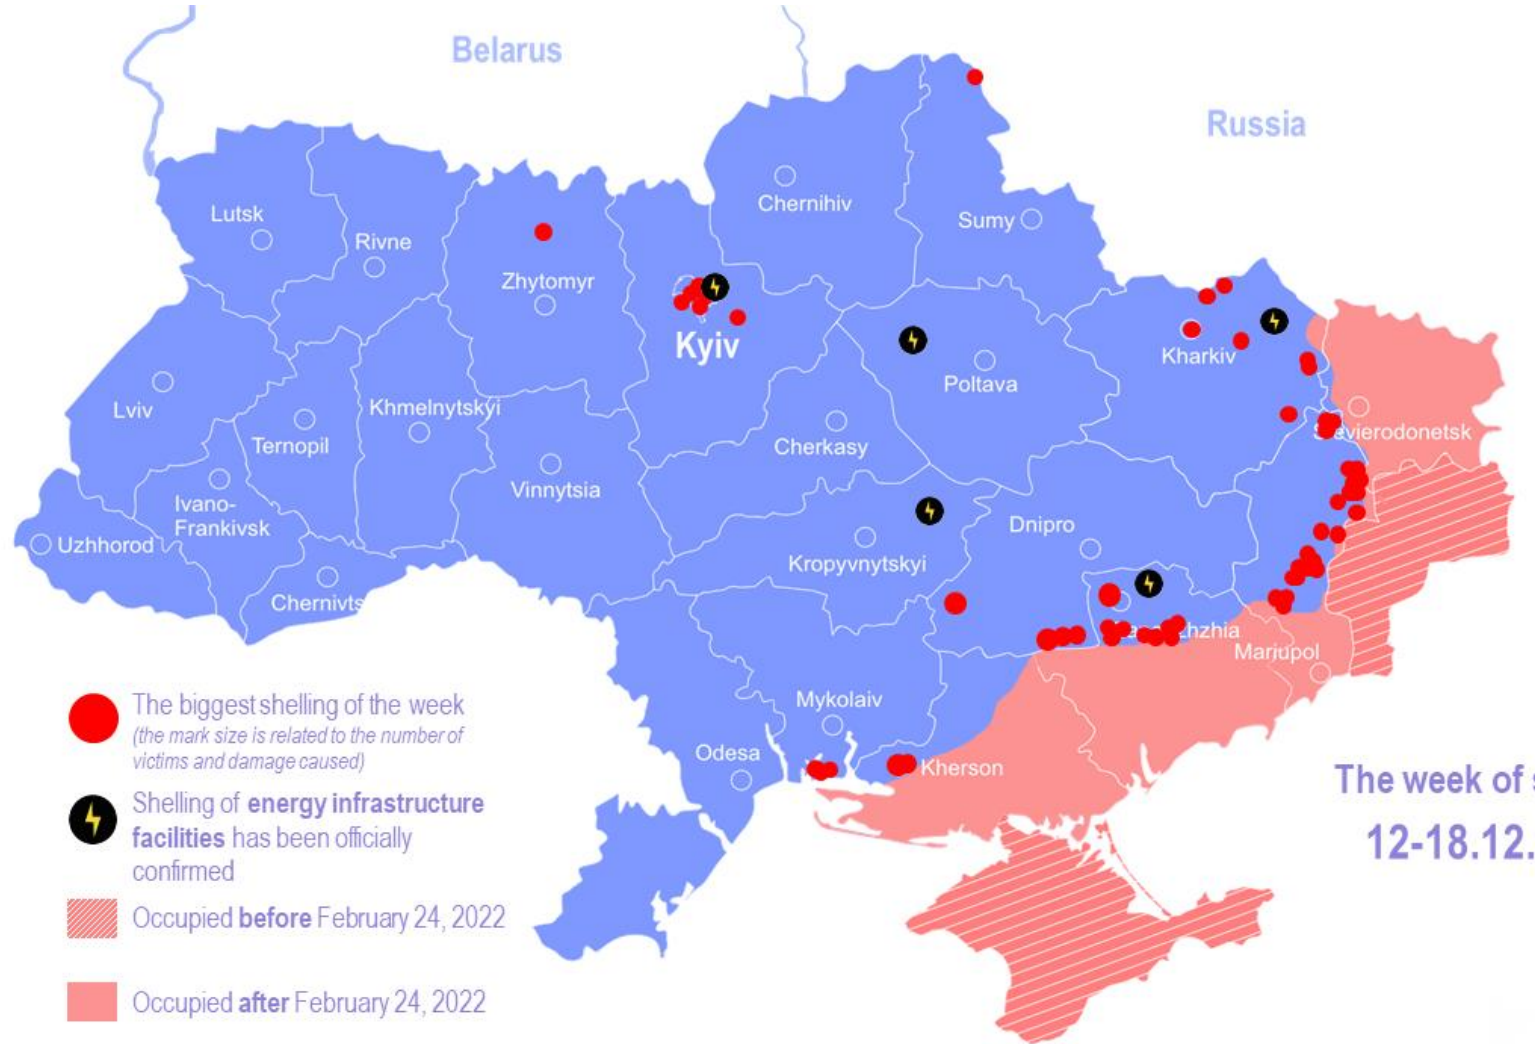 Belarus
Russia
Chernihiv
Lutsk
Sumy
Rivne
Zhytomyr
Kyiv
Kharkiv
Poltava
Lviv
Khmelnytskyi
Ternopil
Cherkasy
Sievierodonetsk
Vinnytsia
Ivano-
Frankivsk
Dnipro
Uzhhorod
Kropyvnytskyi
Chernivts
zhzhia
Mariupol
Mykolaiv
Odesa
Kherson
The biggest shelling of the week
(the mark size is related to the number of
victims and damage caused)
Shelling of energy infrastructure
facilities has been officially
confirmed
Occupied before February 24, 2022
Occupied after February 24, 2022
The week of s
12-18.12.